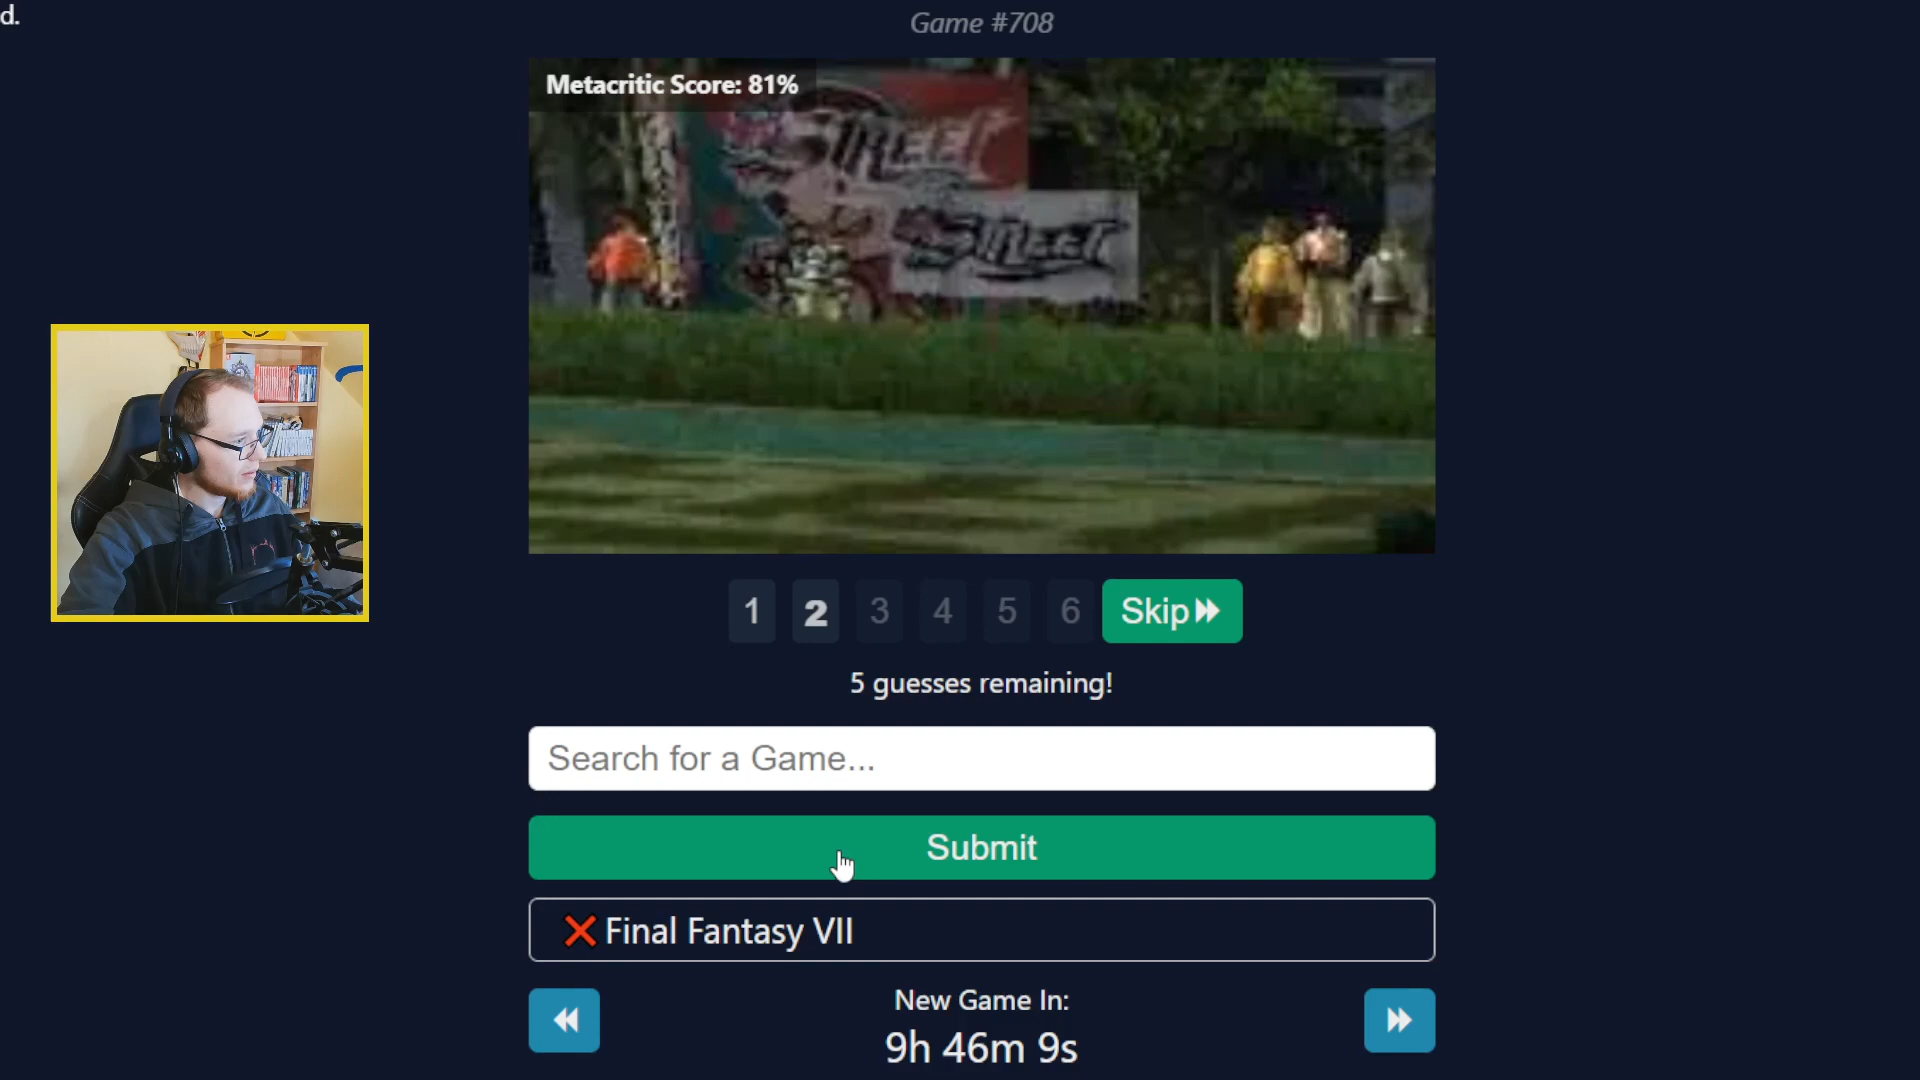 d.
Game #708
Metacritic Score: 81%
STREET
STREET
1 2 3 4 5 6 Skip
5 guesses remaining!
Search for a Game...
Submit
Final Fantasy VII
New Game In:
9h 46m 9s